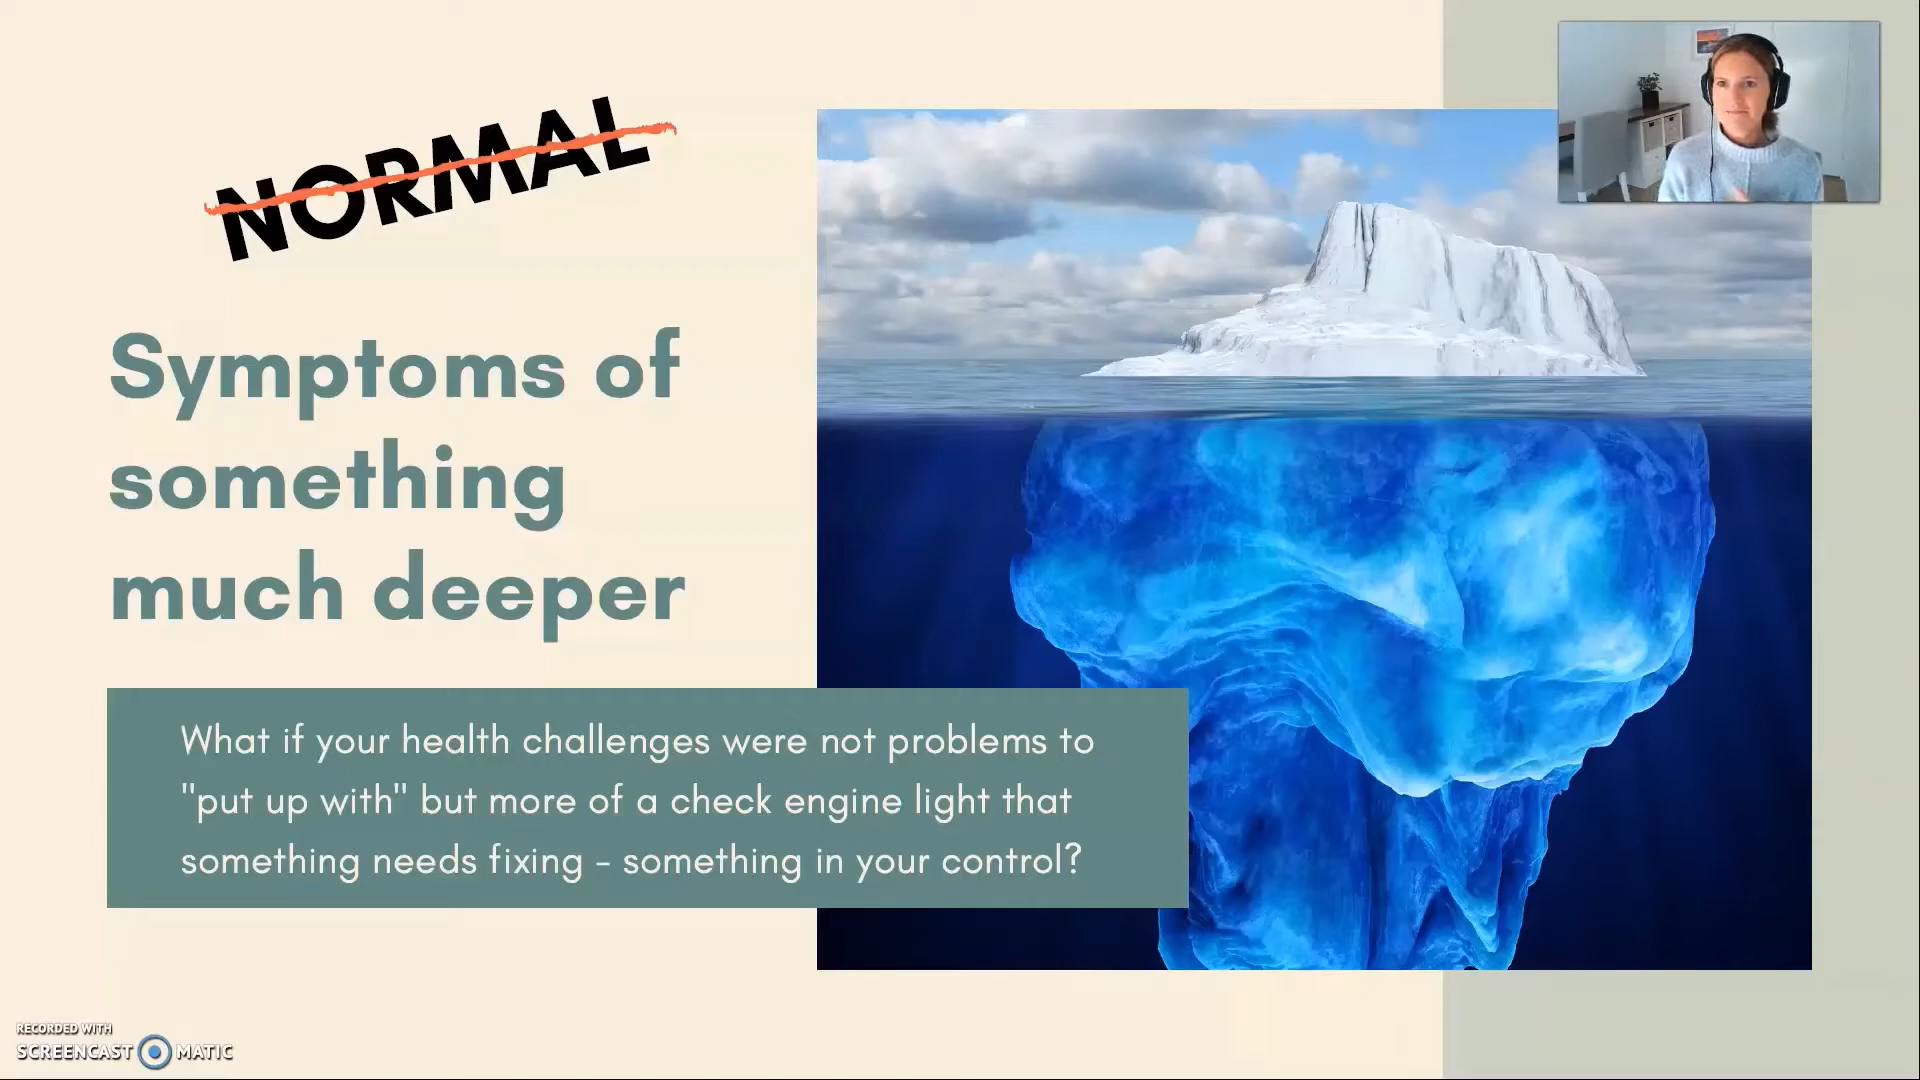 NORMAL
Symptoms of
something
much deeper
What if your health challenges were not problems to
"put up with" but more of a check engine light that
something needs fixing - something in your control?
RECORDED WITH
SCREENCAST MATIC